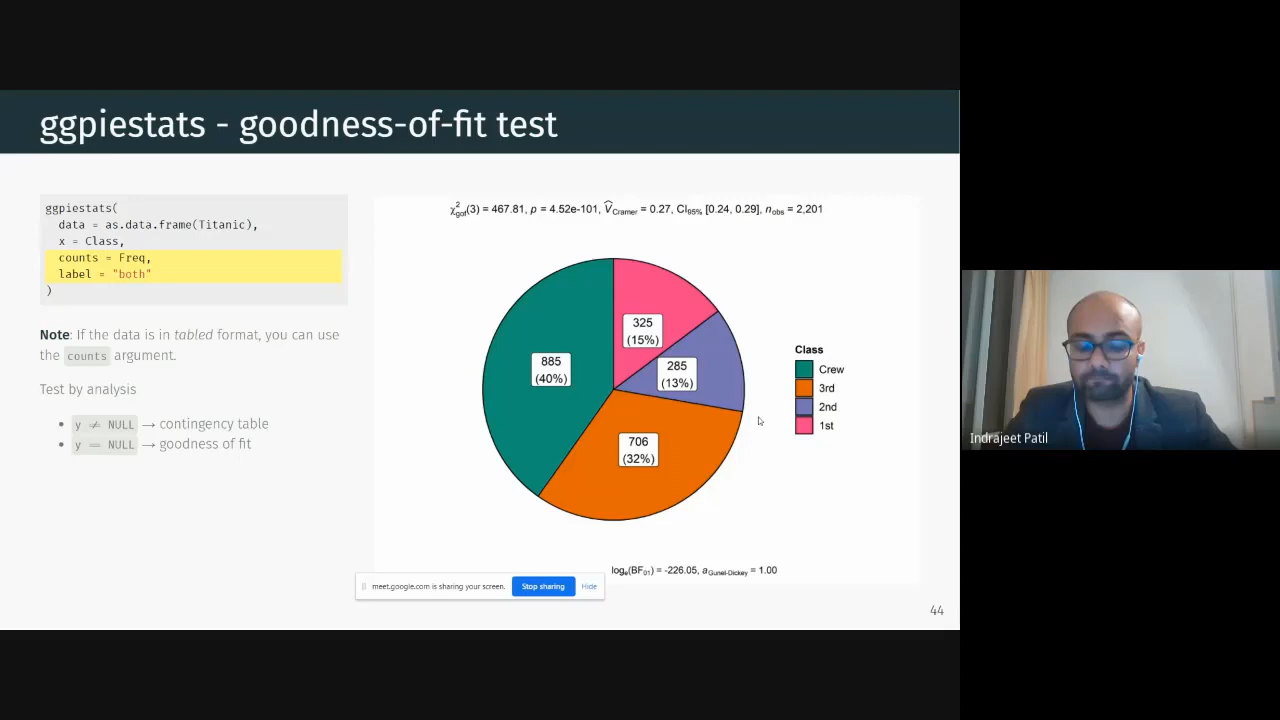 ggpiestats - goodness-of-fit test
ggpiestats(
data = as.data.frame(Titanic),
x = Class,
counts = Freq,
label = "both"
)
Note: If the data is in tabled format, you can use
the counts argument.
Test by analysis
• y ≠ NULL → contingency table
• y = NULL → goodness of fit
χ²gof(3) = 467.81, p = 4.52e-101, V̂Cramer = 0.27, CI95% [0.24, 0.29], nobs = 2,201
325
(15%)
285
(13%)
885
(40%)
706
(32%)
Class
Crew
3rd
2nd
1st
loge(BF01) = -226.05, aGunel-Dickey = 1.00
meet.google.com is sharing your screen. Stop sharing Hide
44
Indrajeet Patil